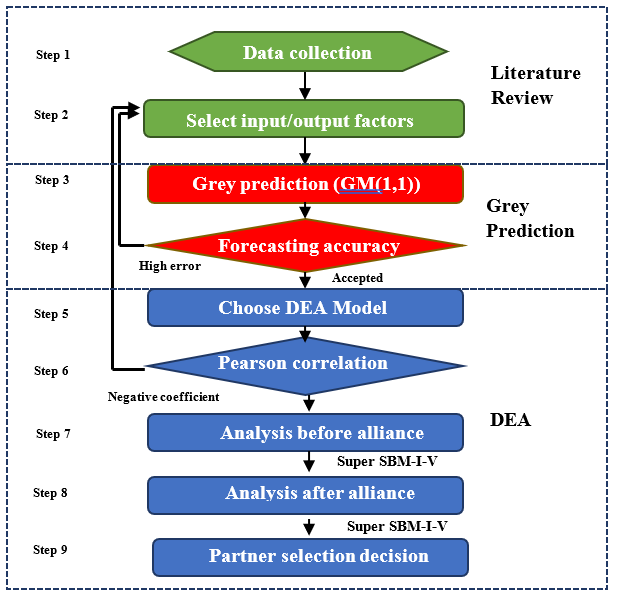 Step 1
Data collection
Literature
Review
Step 2
Select input/output factors
Step 3
Grey prediction (GM(1,1))
Grey
Prediction
Step 4
Forecasting accuracy
High error
Accepted
Step 5
Choose DEA Model
Step 6
Pearson correlation
Negative coefficient
DEA
Step 7
Analysis before alliance
Super SBM-I-V
Step 8
Analysis after alliance
Super SBM-I-V
Step 9
Partner selection decision